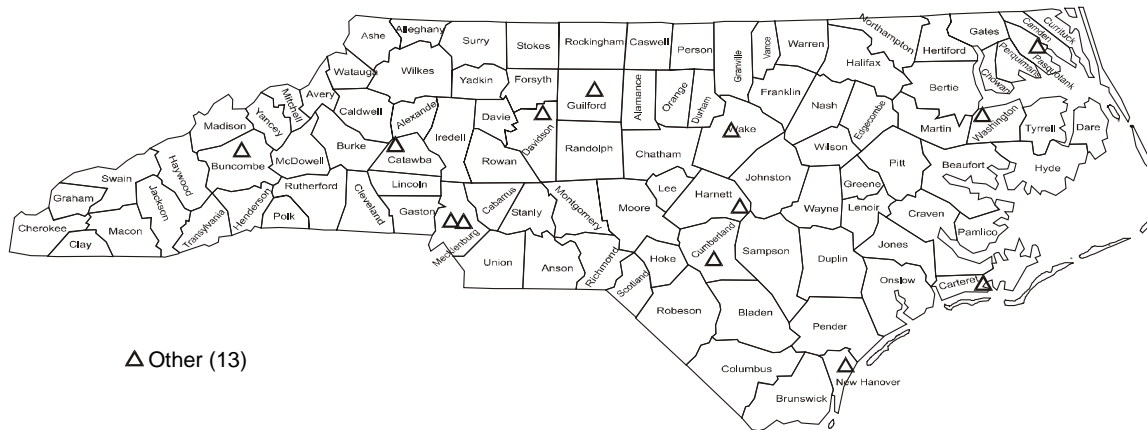 Ashe
Alleghany
Surry
Stokes
Rockingham
Caswell
Person
Granville
Vance
Warren
Northampton
Gates
Hertford
Camden
Currituck
Pasquotank
Perquimans
Chowan
Watauga
Wilkes
Yadkin
Forsyth
Guilford
Alamance
Orange
Durham
Franklin
Halifax
Bertie
Mitchell
Avery
Caldwell
Alexander
Iredell
Davie
Davidson
Randolph
Chatham
Wake
Nash
Edgecombe
Martin
Washington
Tyrrell
Dare
Madison
Yancey
Burke
Catawba
Rowan
Wilson
Pitt
Beaufort
Hyde
Haywood
Buncombe
McDowell
Lincoln
Johnston
Greene
Swain
Rutherford
Cleveland
Gaston
Cabarrus
Stanly
Montgomery
Moore
Lee
Harnett
Wayne
Lenoir
Craven
Pamlico
Graham
Jackson
Transylvania
Henderson
Polk
Mecklenburg
Cherokee
Macon
Clay
Union
Anson
Richmond
Scotland
Hoke
Cumberland
Sampson
Duplin
Jones
Onslow
Carteret
Robeson
Bladen
Pender
Columbus
Brunswick
New Hanover
Other (13)